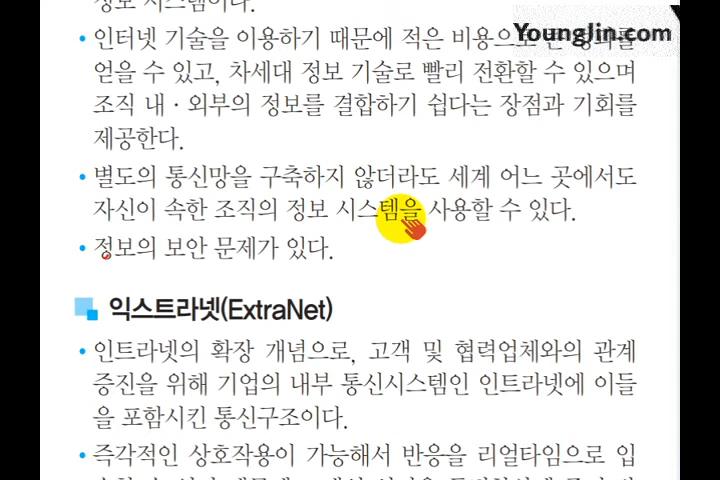 정보 시스템이다.
Younglin.com
• 인터넷 기술을 이용하기 때문에 적은 비용으로
얻을 수 있고, 차세대 정보 기술로 빨리 전환할 수 있으며
조직 내·외부의 정보를 결합하기 쉽다는 장점과 기회를
제공한다.
• 별도의 통신망을 구축하지 않더라도 세계 어느 곳에서도
자신이 속한 조직의 정보 시스템을 사용할 수 있다.
• 정보의 보안 문제가 있다.
익스트라넷(ExtraNet)
• 인트라넷의 확장 개념으로, 고객 및 협력업체와의 관계
증진을 위해 기업의 내부 통신시스템인 인트라넷에 이들
을 포함시킨 통신구조이다.
• 즉각적인 상호작용이 가능해서 반응을 리얼타임으로 입